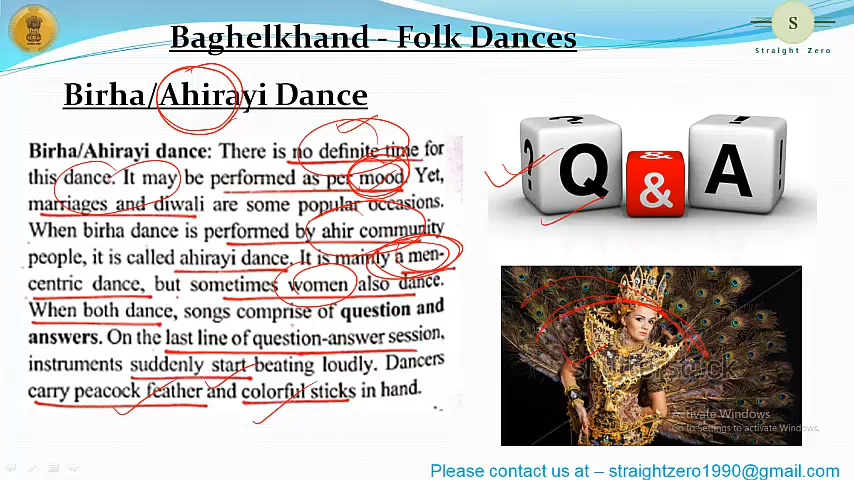 Baghelkhand - Folk Dances
S
Straight Zero
Birha/Ahirayi Dance
Birha/Ahirayi dance: There is no definite time for
this dance. It may be performed as per mood. Yet,
marriages and diwali are some popular occasions.
When birha dance is performed by ahir community
people, it is called ahirayi dance. It is mainly a men-
centric dance, but sometimes women also dance.
When both dance, songs comprise of question and
answers. On the last line of question-answer session,
instruments suddenly start beating loudly. Dancers
carry peacock feather and colorful sticks in hand.
? ? Q & & A ! !
shutterstock
Activate Windows
Go to Settings to activate Windows.
Please contact us at – straightzero1990@gmail.com